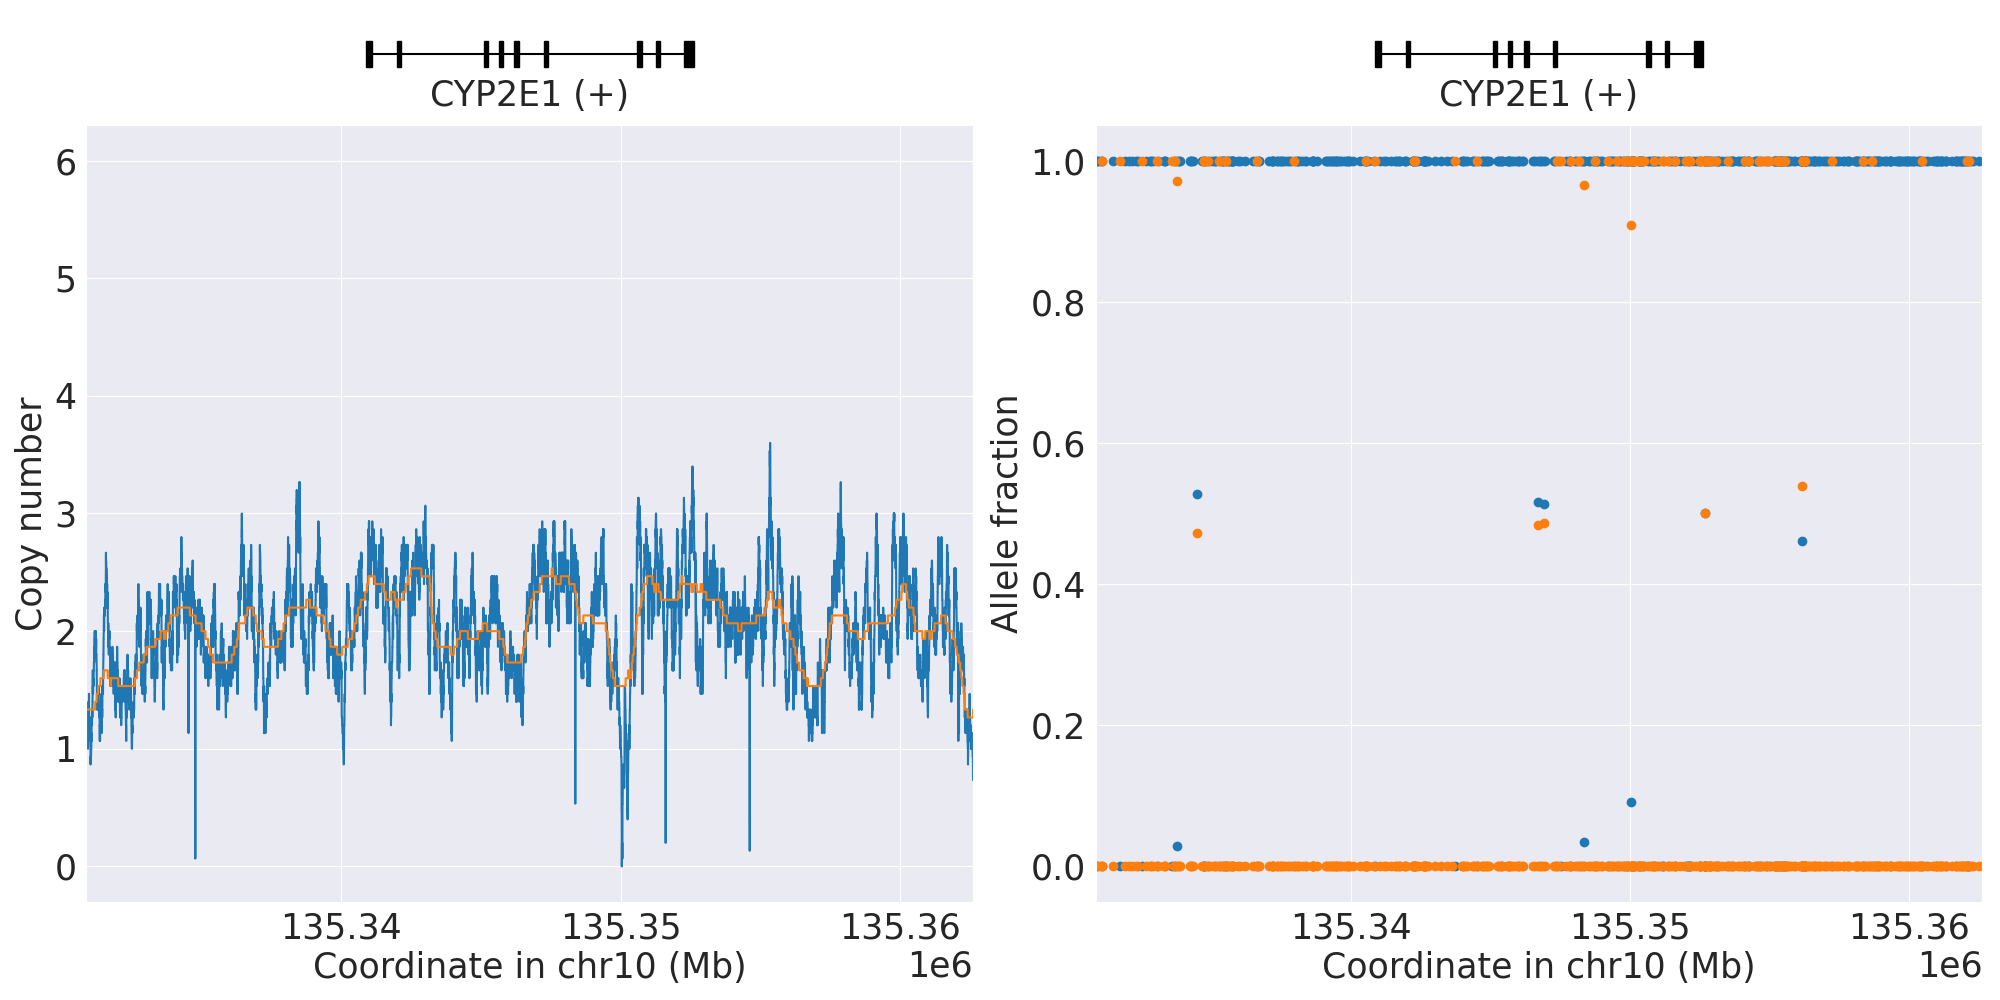 CYP2E1 (+)
6
5
4
3
2
1
0
Copy number
135.34 135.35 135.36
Coordinate in chr10 (Mb)
1e6
CYP2E1 (+)
1.0
0.8
0.6
0.4
0.2
0.0
Allele fraction
135.34 135.35 135.36
Coordinate in chr10 (Mb)
1e6